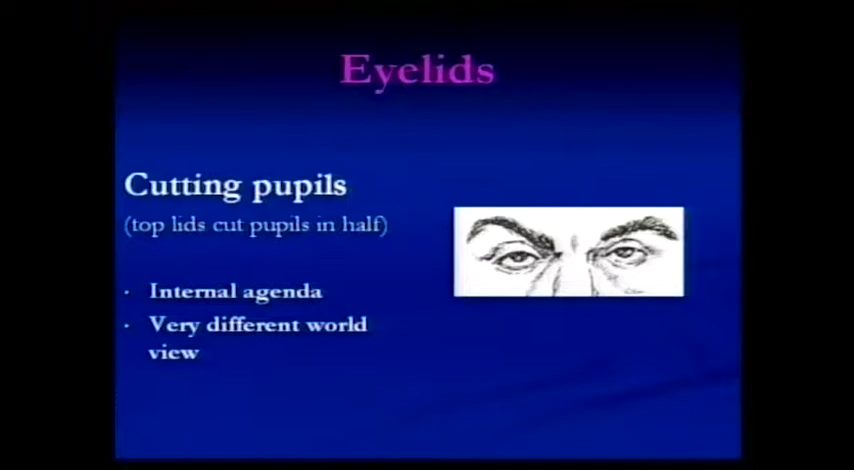 Eyelids
Cutting pupils
(top lids cut pupils in half)
· Internal agenda
· Very different world
view